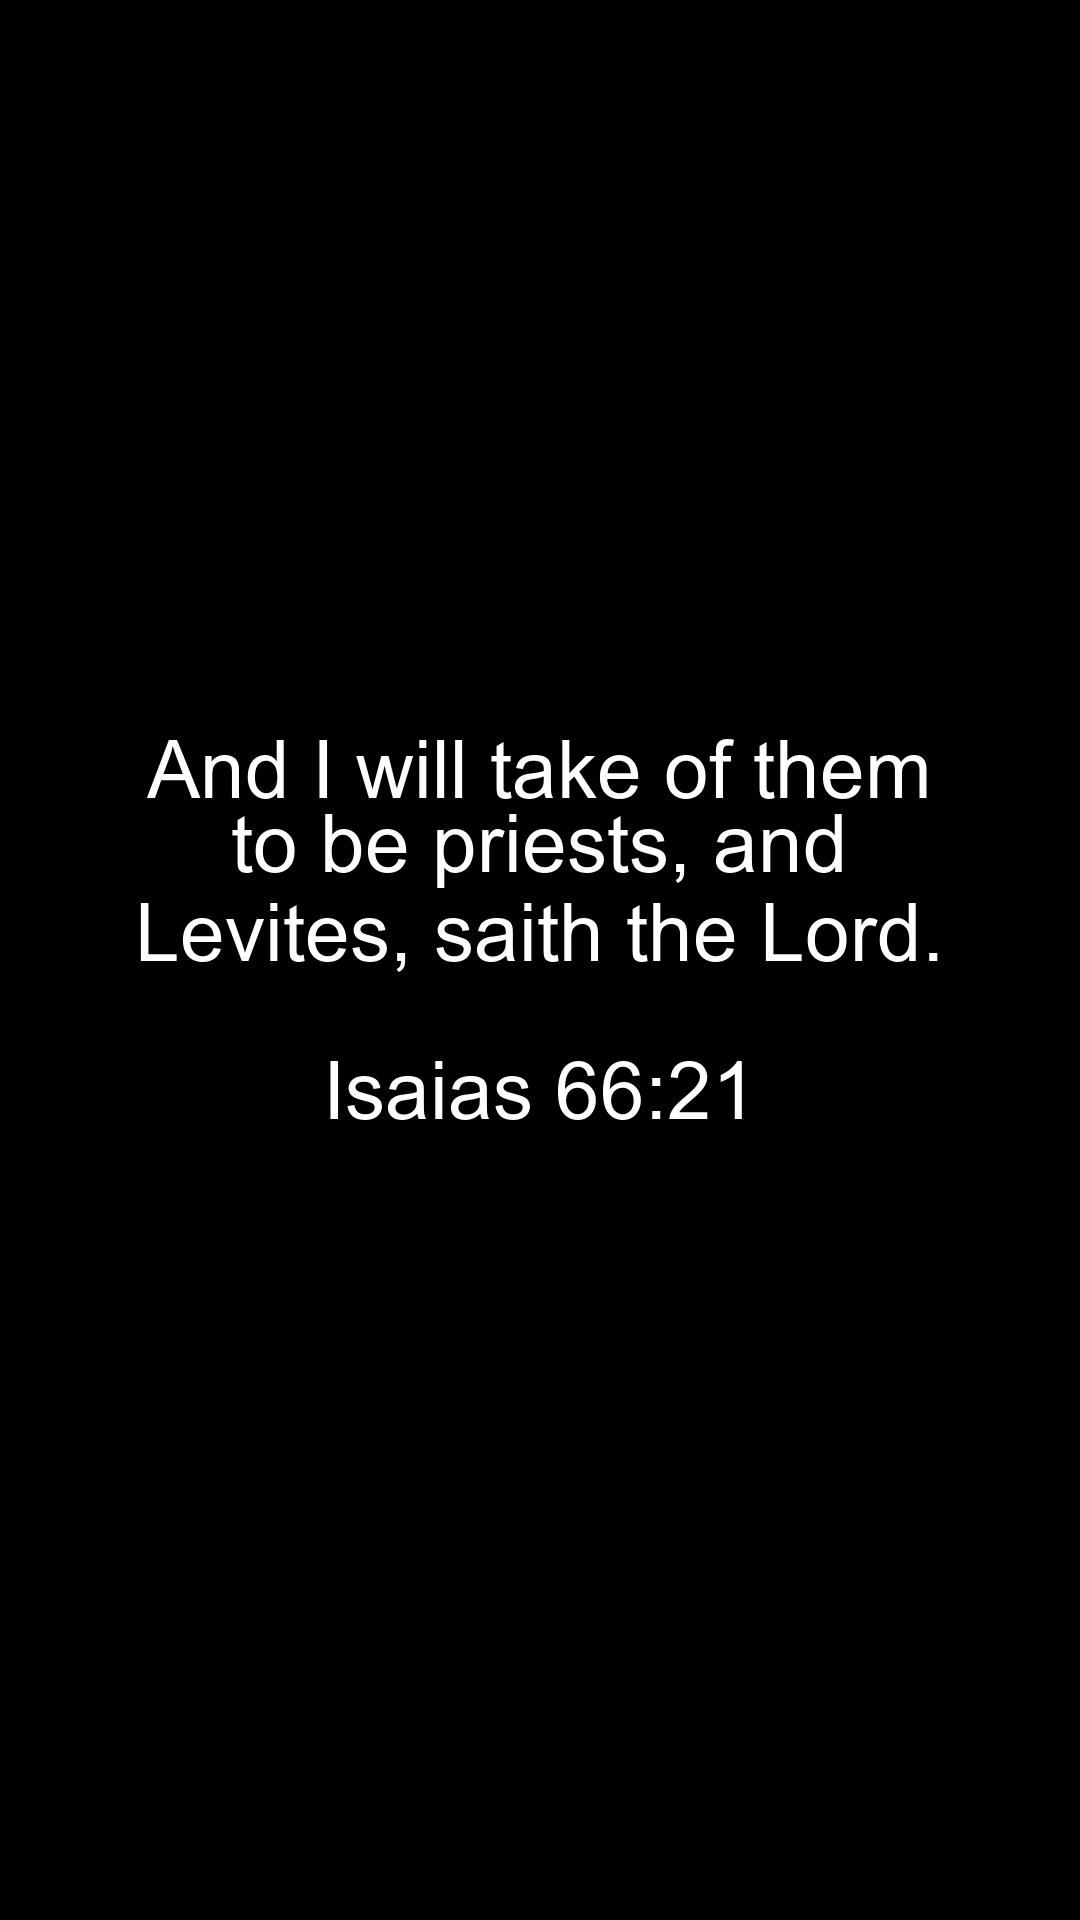 And I will take of them
to be priests, and
Levites, saith the Lord.
Isaias 66:21